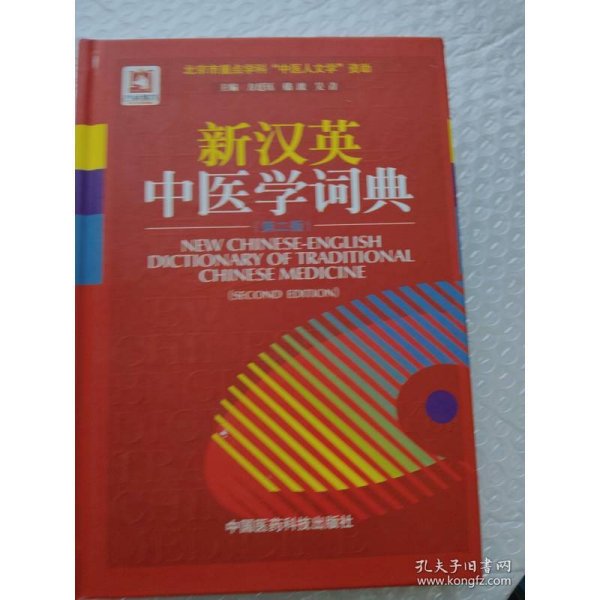 北京市重点学科“中医人文学”资助
主编
新汉英
中医学词典
（第二版）
NEW CHINESE-ENGLISH
DICTIONARY OF TRADITIONAL
CHINESE MEDICINE
(SECOND EDITION)
中国医药科技出版社
孔夫子旧书网
www.kongfz.com